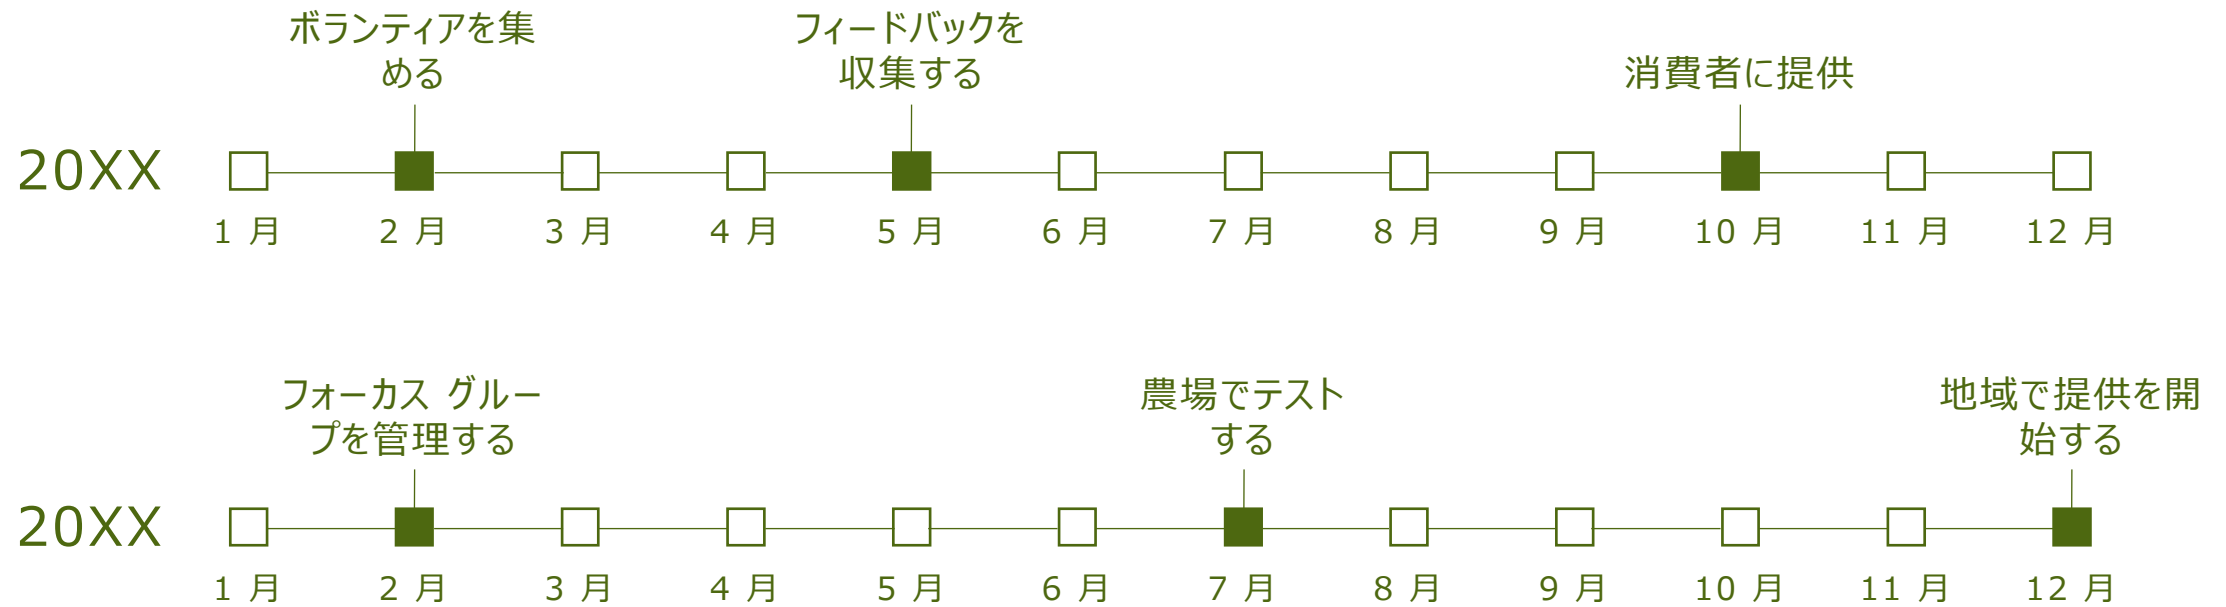 ボランティアを集
める
フィードバックを
収集する
消費者に提供
20XX
1 月 2 月 3 月 4 月 5 月 6 月 7 月 8 月 9 月 10 月 11 月 12 月
フォーカス グルー
プを管理する
農場でテスト
する
地域で提供を開
始する
20XX
1 月 2 月 3 月 4 月 5 月 6 月 7 月 8 月 9 月 10 月 11 月 12 月